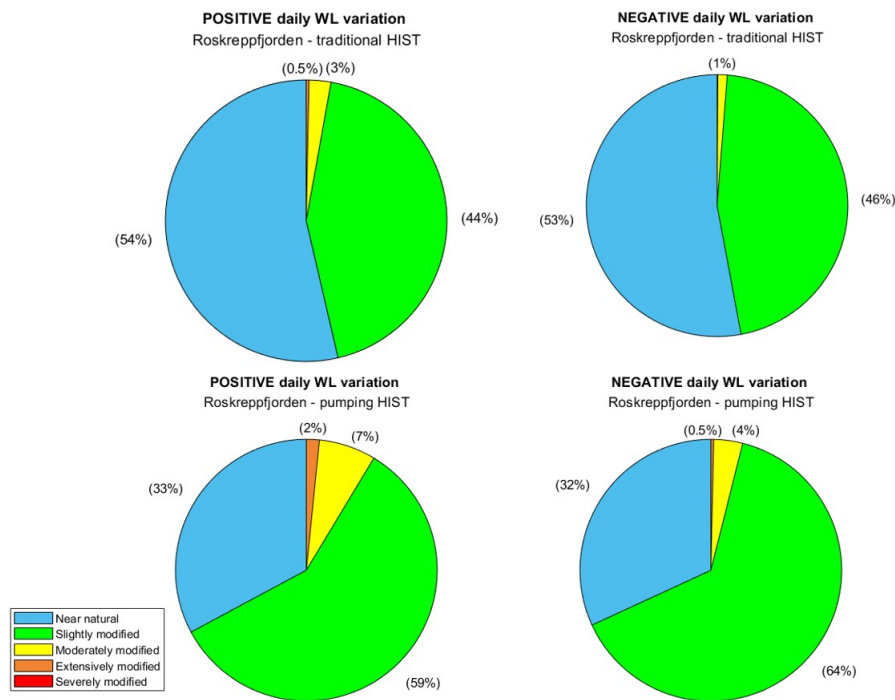 POSITIVE daily WL variation
Roskreppfjorden - traditional HIST
(0.5%)
(3%)
(54%)
(44%)
NEGATIVE daily WL variation
Roskreppfjorden - traditional HIST
(1%)
(53%)
(46%)
POSITIVE daily WL variation
Roskreppfjorden - pumping HIST
(2%)
(7%)
(33%)
(59%)
NEGATIVE daily WL variation
Roskreppfjorden - pumping HIST
(0.5%)
(4%)
(32%)
(64%)
Near natural
Slightly modified
Moderately modified
Extensively modified
Severely modified